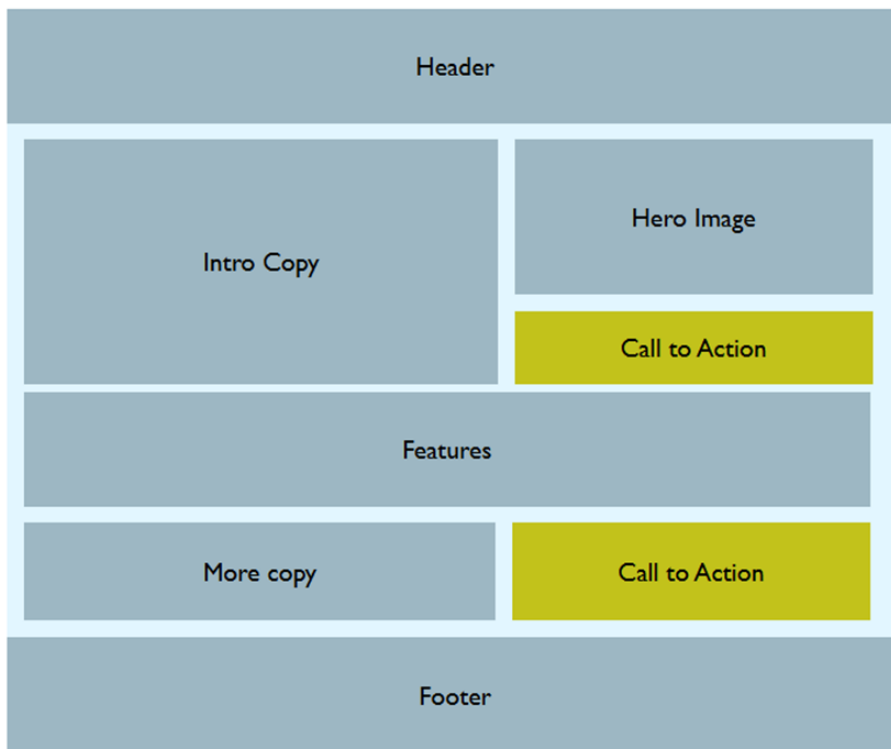 Header
Intro Copy
Hero Image
Call to Action
Features
More copy
Call to Action
Footer